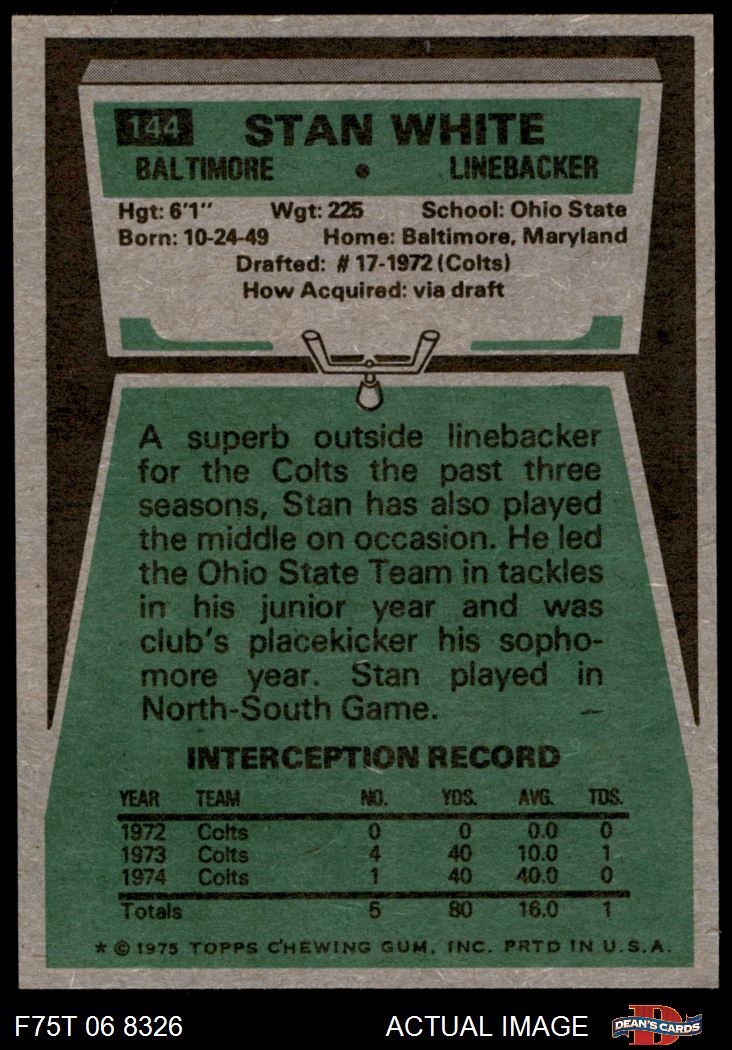 144 STAN WHITE
BALTIMORE • LINEBACKER
Hgt: 6'1" Wgt: 225 School: Ohio State
Born: 10-24-49 Home: Baltimore, Maryland
Drafted: #17-1972 (Colts)
How Acquired: via draft
A superb outside linebacker
for the Colts the past three
seasons, Stan has also played
the middle on occasion. He led
the Ohio State Team in tackles
in his junior year and was
club's placekicker his sopho-
more year. Stan played in
North-South Game.
INTERCEPTION RECORD
YEAR TEAM NO. YDS. AVG. TDS.
1972 Colts 0 0 0.0 0
1973 Colts 4 40 10.0 1
1974 Colts 1 40 40.0 0
Totals 5 80 16.0 1
* © 1975 TOPPS CHEWING GUM, INC. PRTD IN U.S.A.
F75T 06 8326 ACTUAL IMAGE D DEAN'S CARDS